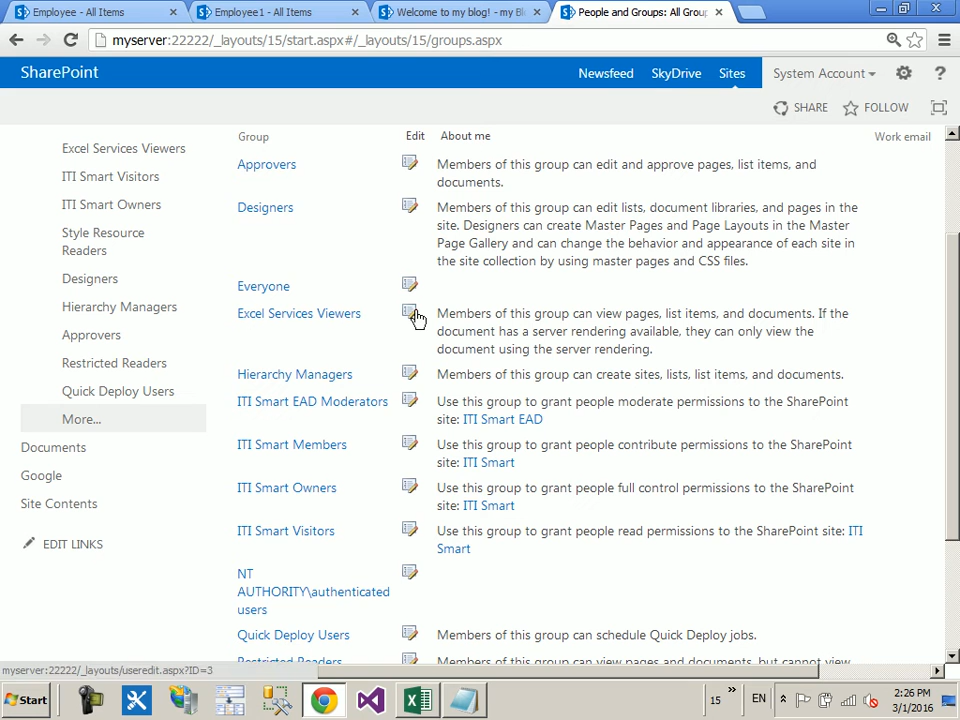 Employee - All Items
Employee1 - All Items
Welcome to my blog! - my Bl
People and Groups: All Grou
myserver:22222/_layouts/15/start.aspx#/_layouts/15/groups.aspx
SharePoint
Newsfeed SkyDrive Sites
System Account
?
SHARE FOLLOW
Group Edit About me Work email
Excel Services Viewers
ITI Smart Visitors
ITI Smart Owners
Style Resource
Readers
Designers
Hierarchy Managers
Approvers
Restricted Readers
Quick Deploy Users
More...
Documents
Google
Site Contents
EDIT LINKS
Approvers
Members of this group can edit and approve pages, list items, and
documents.
Designers
Members of this group can edit lists, document libraries, and pages in the
site. Designers can create Master Pages and Page Layouts in the Master
Page Gallery and can change the behavior and appearance of each site in
the site collection by using master pages and CSS files.
Everyone
Excel Services Viewers
Members of this group can view pages, list items, and documents. If the
document has a server rendering available, they can only view the
document using the server rendering.
Hierarchy Managers
Members of this group can create sites, lists, list items, and documents.
ITI Smart EAD Moderators
Use this group to grant people moderate permissions to the SharePoint
site: ITI Smart EAD
ITI Smart Members
Use this group to grant people contribute permissions to the SharePoint
site: ITI Smart
ITI Smart Owners
Use this group to grant people full control permissions to the SharePoint
site: ITI Smart
ITI Smart Visitors
Use this group to grant people read permissions to the SharePoint site: ITI
Smart
NT
AUTHORITY\authenticated
users
Quick Deploy Users
Members of this group can schedule Quick Deploy jobs.
Restricted Readers
Members of this group can view pages and documents, but cannot view
myserver:22222/_layouts/useredit.aspx?ID=3
Start
15
EN
2:26 PM
3/1/2016